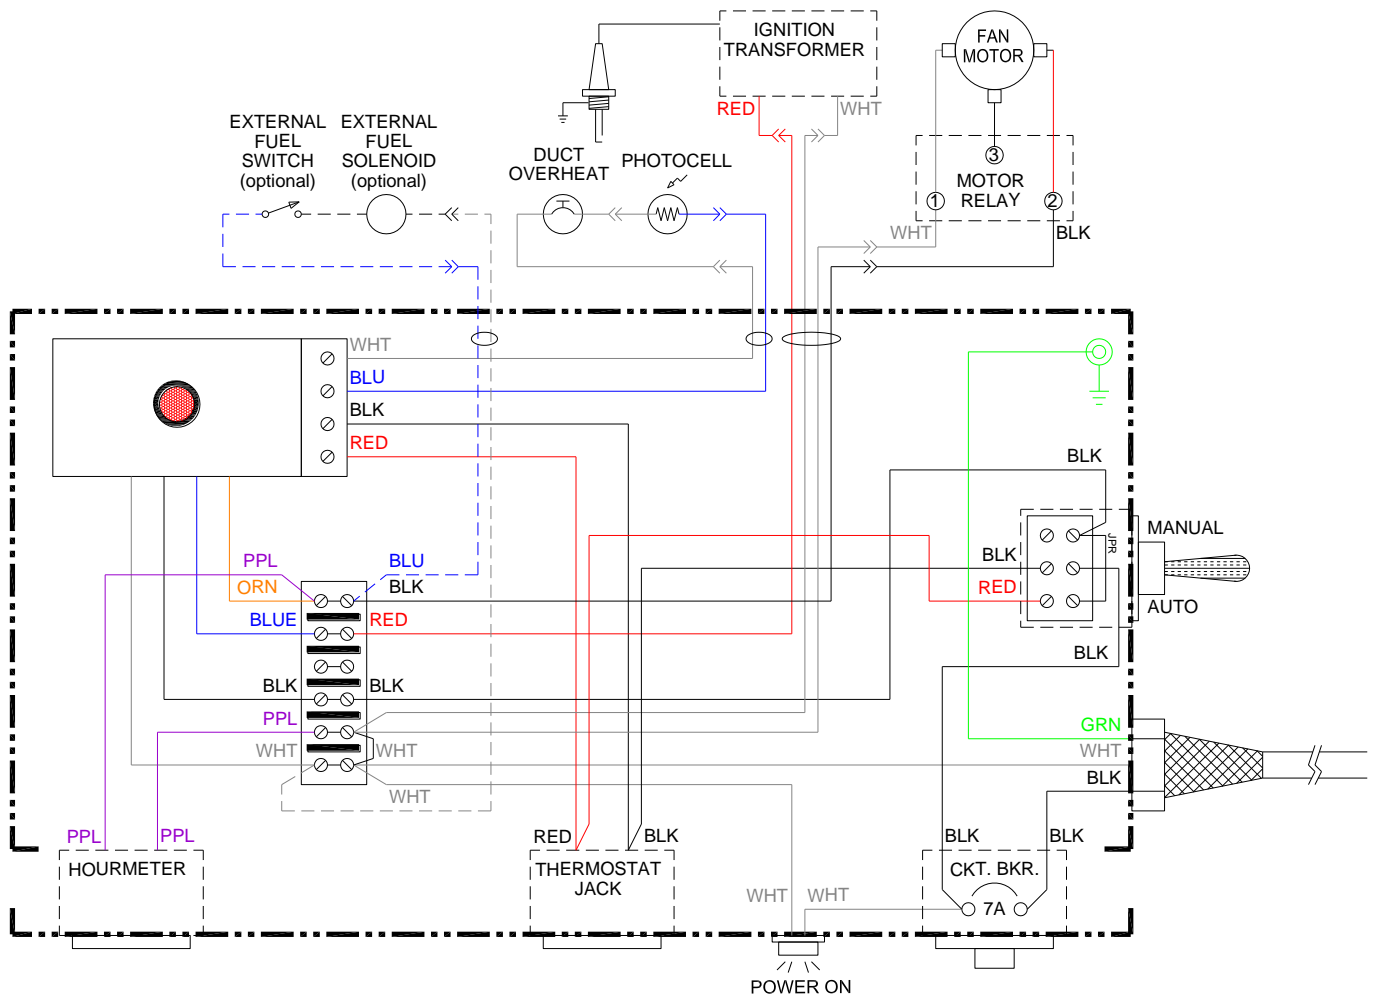 IGNITION
TRANSFORMER
FAN
MOTOR
RED
WHT
EXTERNAL
FUEL
SWITCH
(optional)
EXTERNAL
FUEL
SOLENOID
(optional)
DUCT
OVERHEAT
PHOTOCELL
3
MOTOR
RELAY
1
2
WHT
BLK
WHT
BLU
BLK
RED
BLK
JPR
MANUAL
BLK
RED
AUTO
PPL
BLU
ORN
BLK
BLUE
RED
BLK
BLK
BLK
PPL
GRN
WHT
WHT
WHT
BLK
WHT
PPL
PPL
RED
BLK
BLK
BLK
HOURMETER
THERMOSTAT
JACK
CKT. BKR.
7A
WHT
WHT
POWER ON